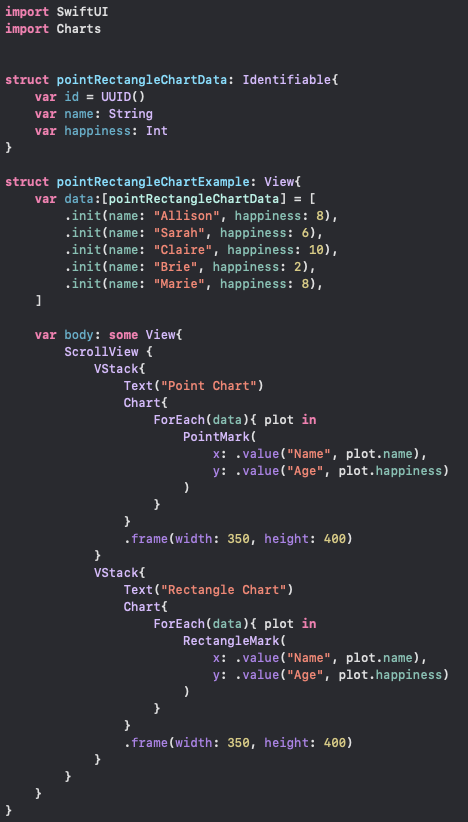 import SwiftUI
import Charts
struct pointRectangleChartData: Identifiable{
    var id = UUID()
    var name: String
    var happiness: Int
}
struct pointRectangleChartExample: View{
    var data:[pointRectangleChartData] = [
        .init(name: "Allison", happiness: 8),
        .init(name: "Sarah", happiness: 6),
        .init(name: "Claire", happiness: 10),
        .init(name: "Brie", happiness: 2),
        .init(name: "Marie", happiness: 8),
    ]
    var body: some View{
        ScrollView {
            VStack{
                Text("Point Chart")
                Chart{
                    ForEach(data){ plot in
                        PointMark(
                            x: .value("Name", plot.name),
                            y: .value("Age", plot.happiness)
                        )
                    }
                }
                .frame(width: 350, height: 400)
            }
            VStack{
                Text("Rectangle Chart")
                Chart{
                    ForEach(data){ plot in
                        RectangleMark(
                            x: .value("Name", plot.name),
                            y: .value("Age", plot.happiness)
                        )
                    }
                }
                .frame(width: 350, height: 400)
            }
        }
    }
}